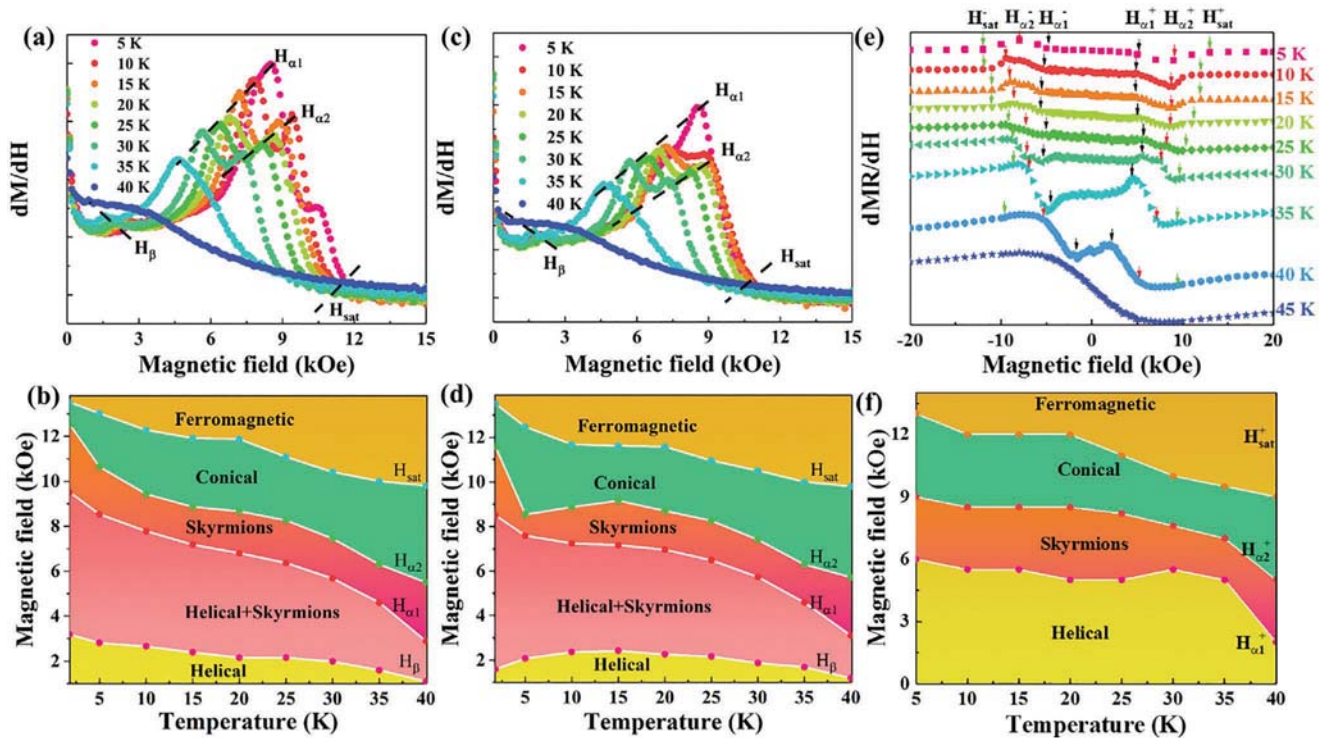 (a)
5 K
10 K
15 K
20 K
25 K
30 K
35 K
40 K
Hα1
Hα2
Hβ
Hsat
dM/dH
0 3 6 9 12 15
Magnetic field (kOe)
(c)
5 K
10 K
15 K
20 K
25 K
30 K
35 K
40 K
Hα1
Hα2
Hβ
Hsat
dM/dH
0 3 6 9 12 15
Magnetic field (kOe)
(e)
Hsat⁻ Hα2⁻ Hα1⁻ Hα1⁺ Hα2⁺ Hsat⁺
5 K
10 K
15 K
20 K
25 K
30 K
35 K
40 K
45 K
dMR/dH
-20 -10 0 10 20
Magnetic field (kOe)
(b)
Ferromagnetic
Hsat
Conical
Skyrmions
Hα2
Hα1
Helical+Skyrmions
Hβ
Helical
12
10
8
6
4
2
Magnetic field (kOe)
5 10 15 20 25 30 35 40
Temperature (K)
(d)
Ferromagnetic
Hsat
Conical
Skyrmions
Hα2
Hα1
Helical+Skyrmions
Hβ
Helical
12
10
8
6
4
2
Magnetic field (kOe)
5 10 15 20 25 30 35 40
Temperature (K)
(f)
Ferromagnetic
Hsat⁺
Conical
Skyrmions
Hα2⁺
Helical
Hα1⁺
12
9
6
3
0
Magnetic field (kOe)
5 10 15 20 25 30 35 40
Temperature (K)